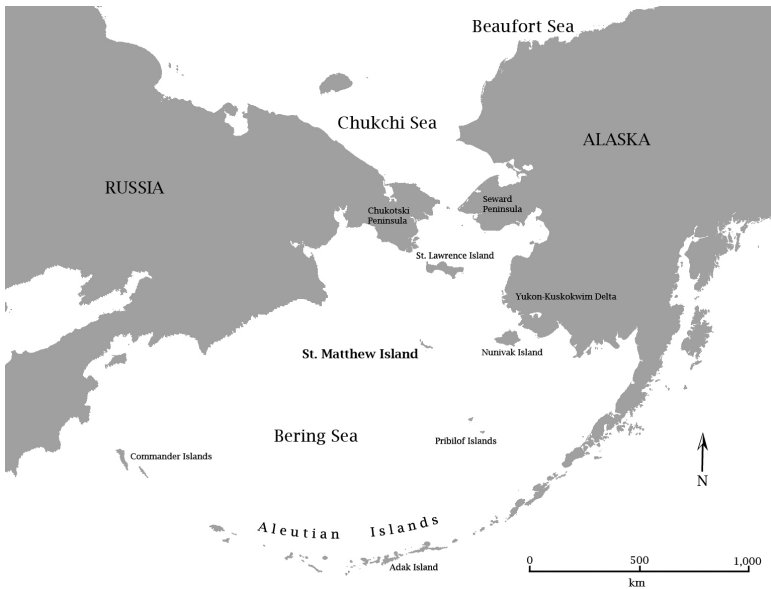 Beaufort Sea
Chukchi Sea
ALASKA
RUSSIA
Seward
Peninsula
Chukotski
Peninsula
St. Lawrence Island
Yukon-Kuskokwim Delta
St. Matthew Island
Nunivak Island
Bering Sea
Pribilof Islands
Commander Islands
N
Aleutian Islands
Adak Island
0 500 1,000
km